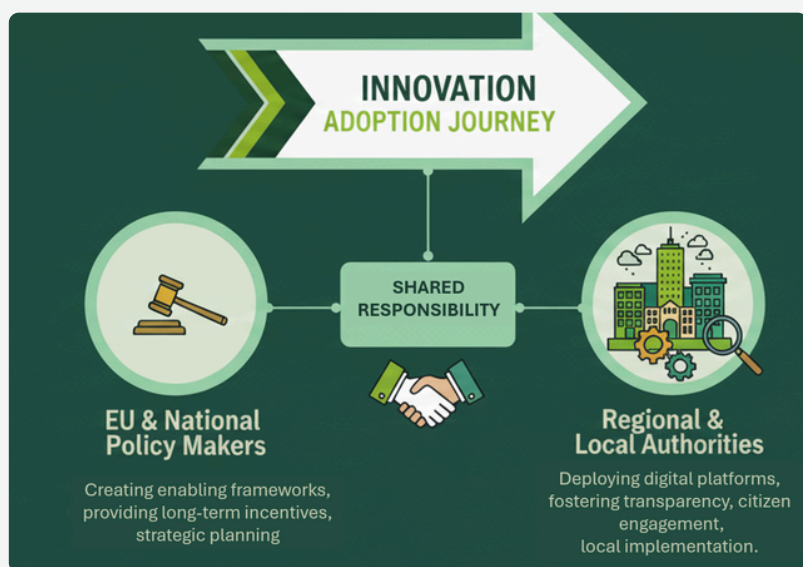 INNOVATION
ADOPTION JOURNEY
SHARED
RESPONSIBILITY
EU & National
Policy Makers
Creating enabling frameworks,
providing long-term incentives,
strategic planning
Regional &
Local Authorities
Deploying digital platforms,
fostering transparency, citizen
engagement,
local implementation.